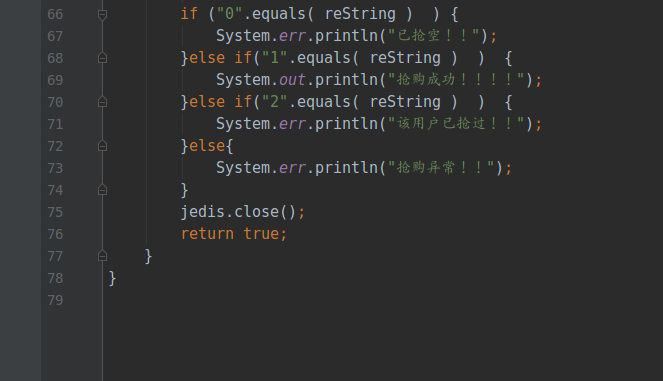 66 if ("0".equals( reString )  ) {
67 System.err.println("已抢空！！");
68 }else if("1".equals( reString )  )  {
69 System.out.println("抢购成功！！！！");
70 }else if("2".equals( reString )  )  {
71 System.err.println("该用户已抢过！！");
72 }else{
73 System.err.println("抢购异常！！");
74 }
75 jedis.close();
76 return true;
77 }
78 }
79